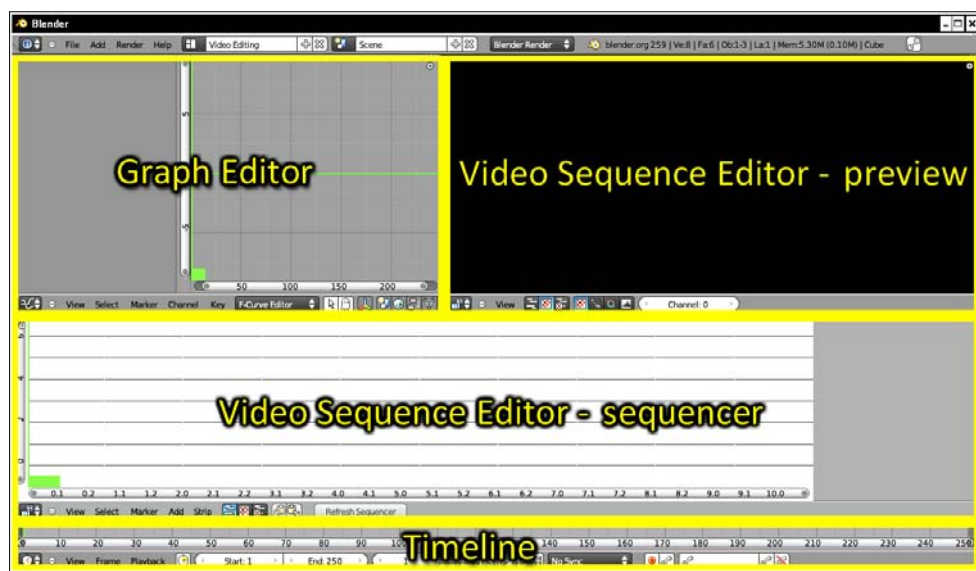 Blender
File Add Render Help Video Editing Scene Blender Render blender.org 259 | Ve:8 | Fa:6 | Ob:1-3 | La:1 | Mem:5.30M (0.10M) | Cube
Graph Editor
Video Sequence Editor - preview
5
-5
0 50 100 150 200
View Select Marker Channel Key F-Curve Editor
View Channel: 0
Video Sequence Editor - sequencer
0.1 0.2 1.1 1.2 2.0 2.1 2.2 3.1 3.2 4.0 4.1 5.0 5.1 5.2 6.1 6.2 7.0 7.1 7.2 8.1 8.2 9.0 9.1 10.0
View Select Marker Add Strip Refresh Sequencer
Timeline
10 20 30 40 50 60 70 80 90 140 150 160 170 180 190 200 210 220 230 240 250
View Frame Playback Start: 1 End 250 No Sync